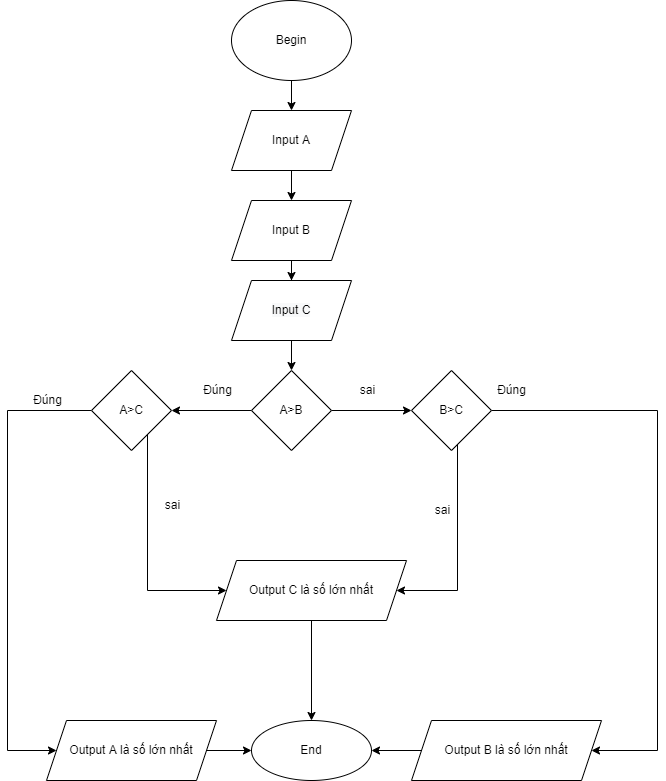 Begin
Input A
Input B
Input C
Đúng
A>C
Đúng
A>B
sai
B>C
Đúng
sai
sai
Output C là số lớn nhất
Output A là số lớn nhất
End
Output B là số lớn nhất